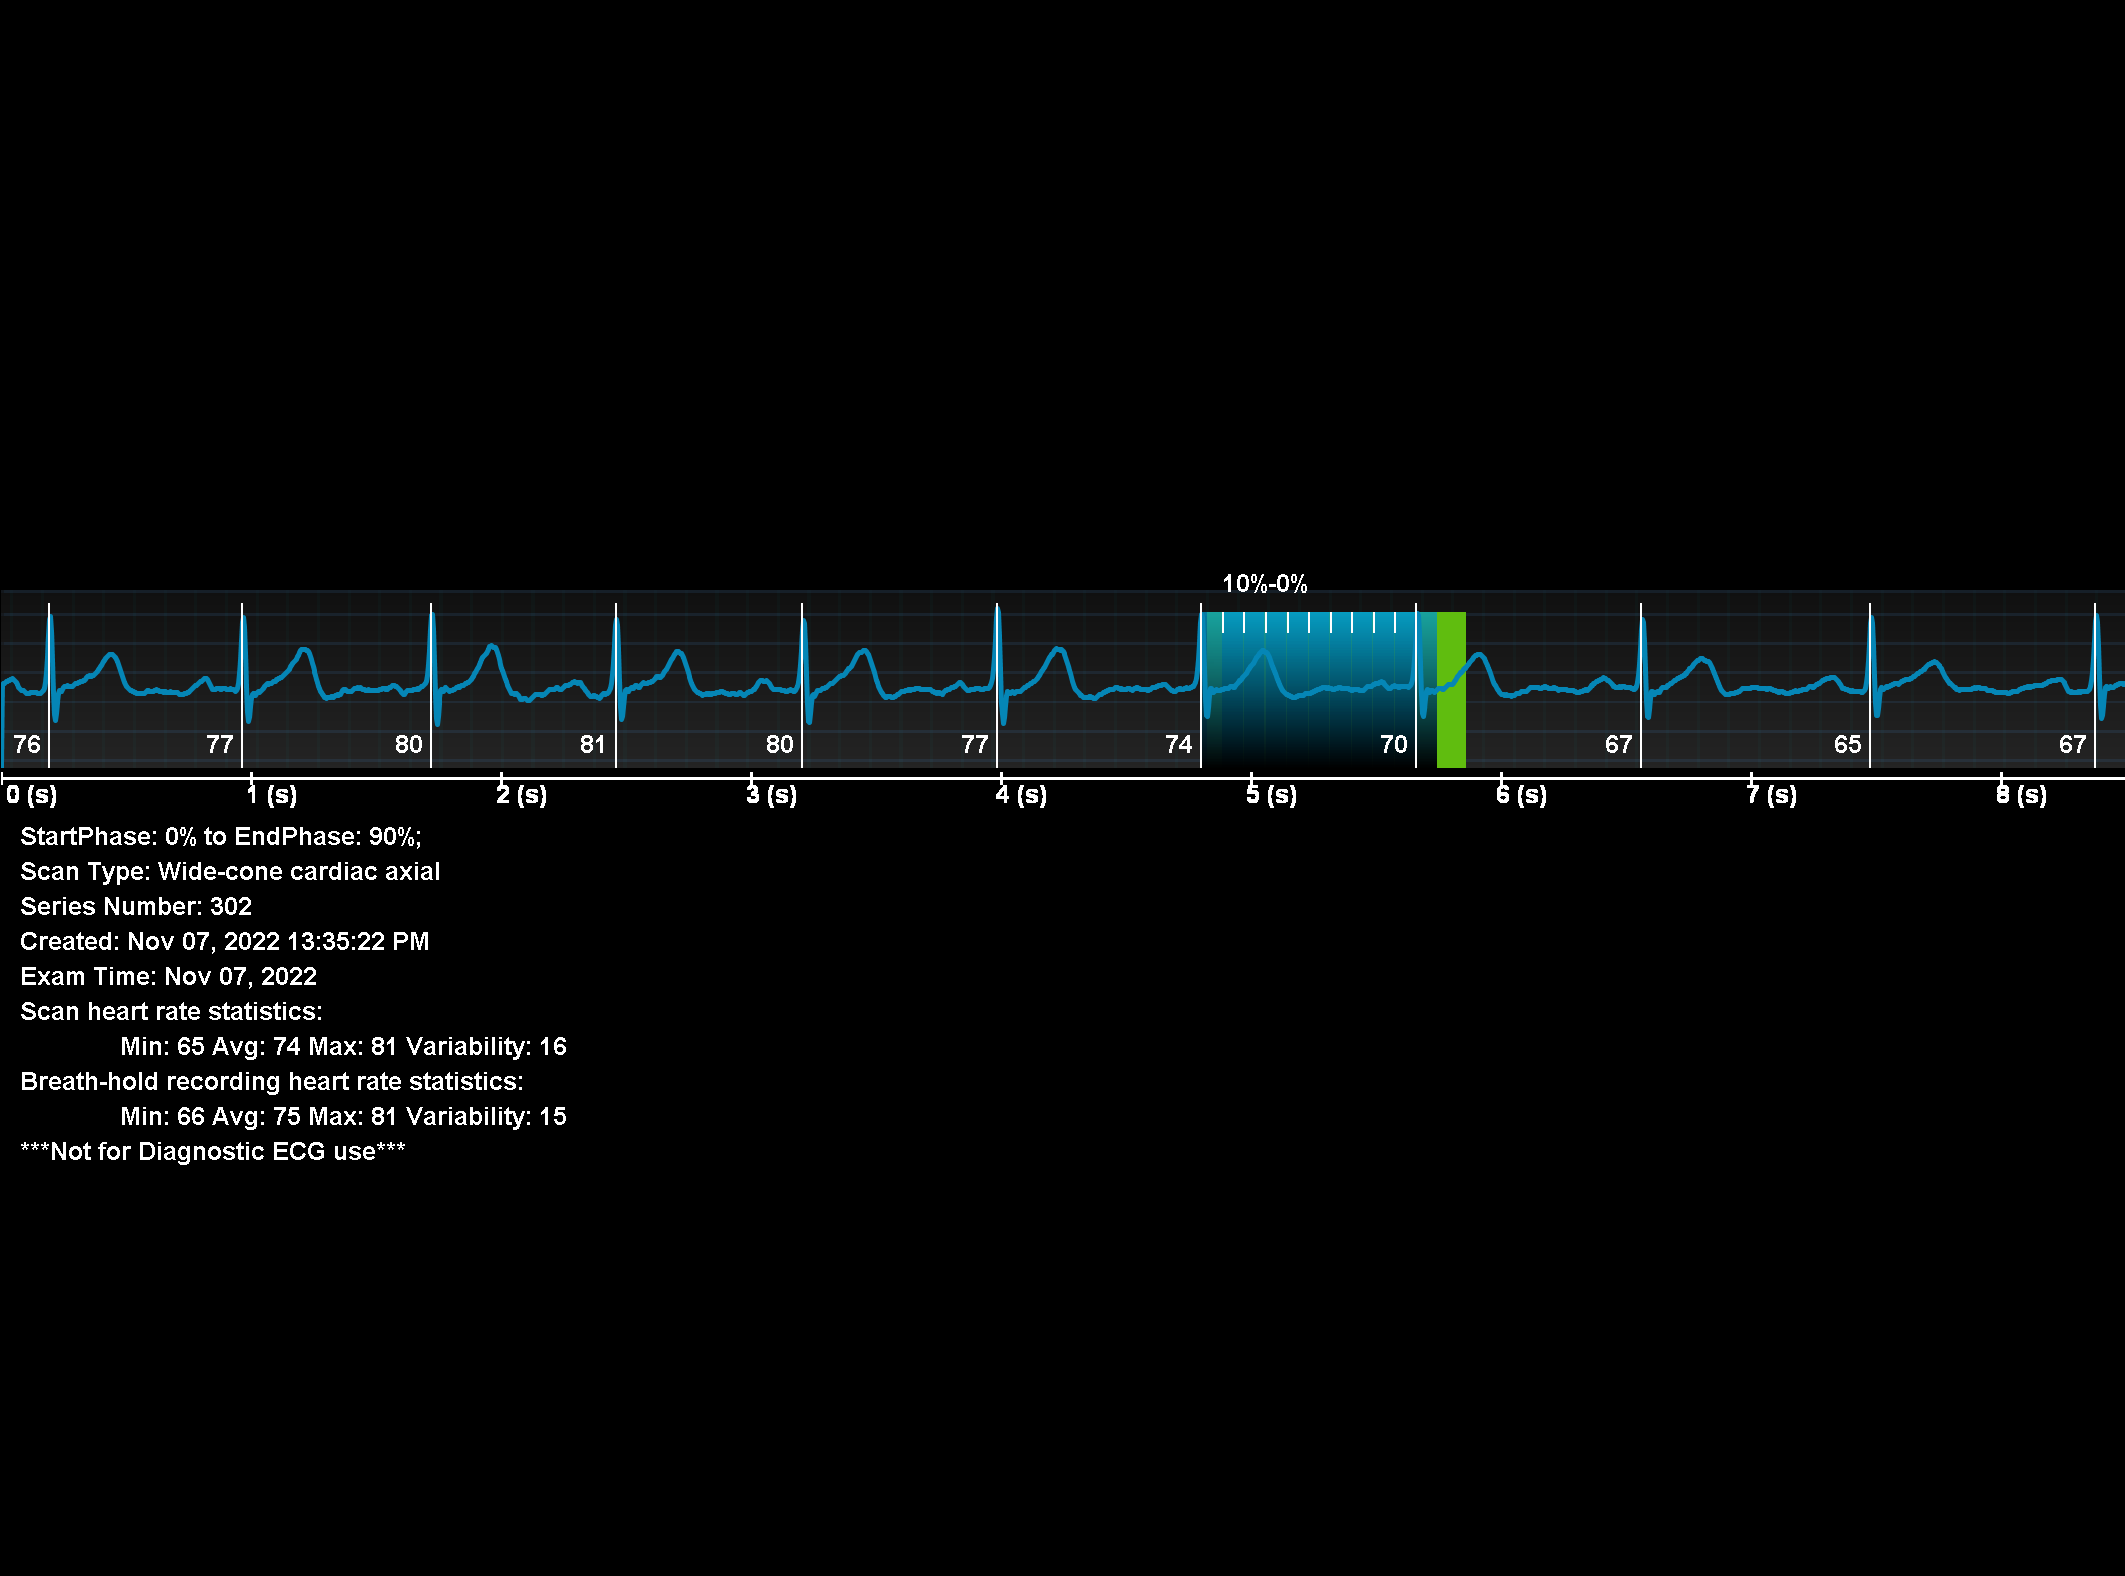 10%-0%
76 77 80 81 80 77 74 70 67 65 67
0 (s) 1 (s) 2 (s) 3 (s) 4 (s) 5 (s) 6 (s) 7 (s) 8 (s)
StartPhase: 0% to EndPhase: 90%;
Scan Type: Wide-cone cardiac axial
Series Number: 302
Created: Nov 07, 2022 13:35:22 PM
Exam Time: Nov 07, 2022
Scan heart rate statistics:
Min: 65 Avg: 74 Max: 81 Variability: 16
Breath-hold recording heart rate statistics:
Min: 66 Avg: 75 Max: 81 Variability: 15
***Not for Diagnostic ECG use***